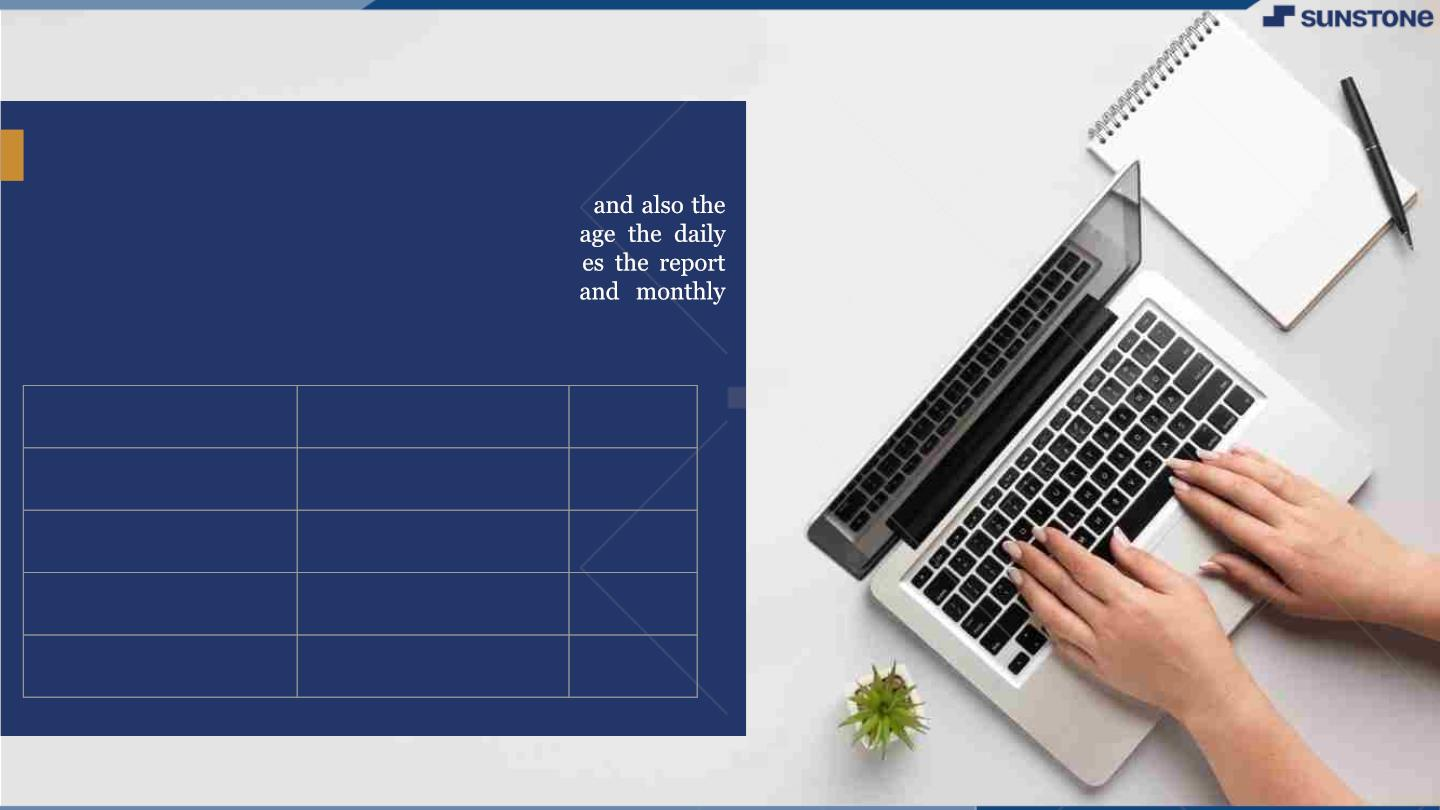 SUNSTONE
and also the
age the daily
es the report
and monthly